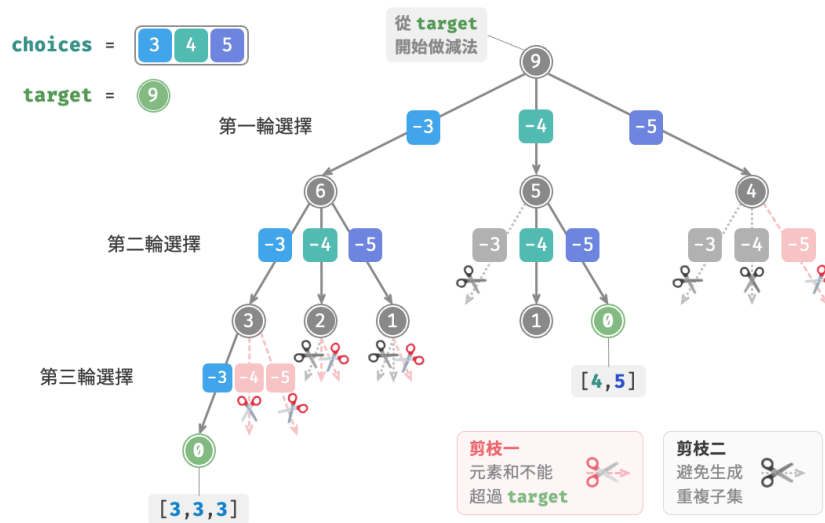 從 target
開始做減法
choices = 3 4 5
target = 9
9
第一輪選擇
-3 -4 -5
6 5 4
第二輪選擇
-3 -4 -5 -3 -4 -5 -3 -4 -5
3 2 1 1 0
第三輪選擇
-3 -4 -5
[4,5]
0
[3,3,3]
剪枝一
元素和不能
超過 target
剪枝二
避免生成
重複子集